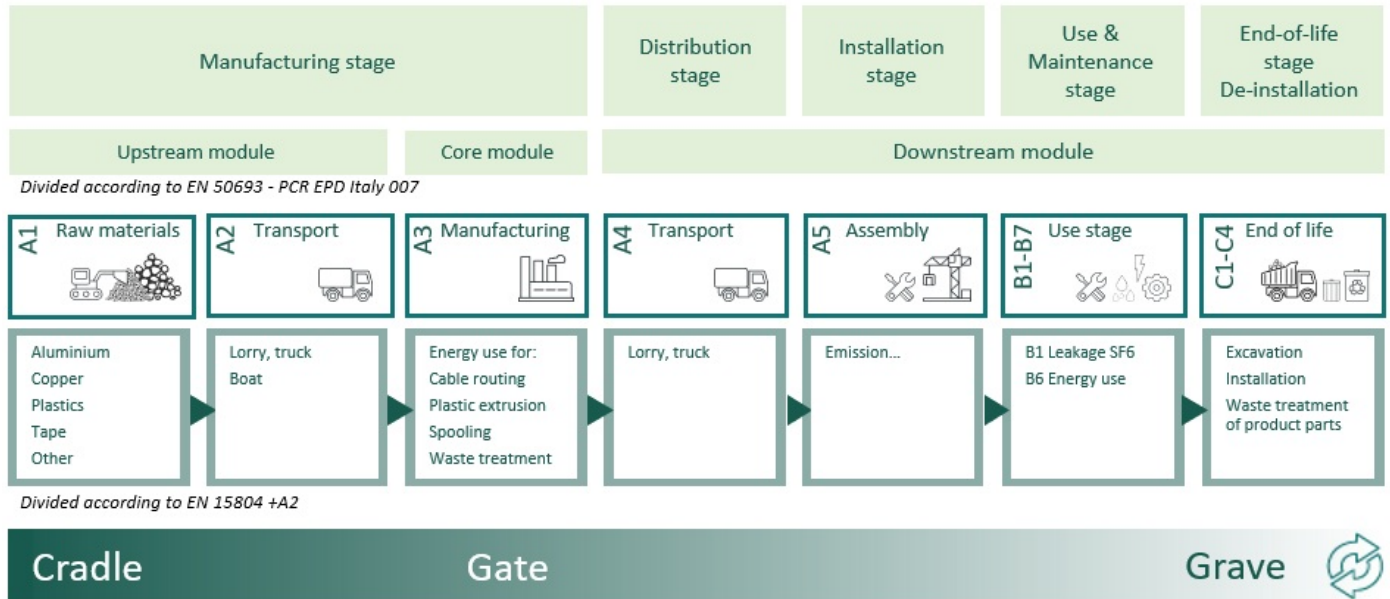 Manufacturing stage
Distribution
stage
Installation
stage
Use &
Maintenance
stage
End-of-life
stage
De-installation
Upstream module
Core module
Downstream module
Divided according to EN 50693 - PCR EPD Italy 007
A1 Raw materials
A2 Transport
A3 Manufacturing
A4 Transport
A5 Assembly
B1-B7 Use stage
C1-C4 End of life
Aluminium
Copper
Plastics
Tape
Other
Lorry, truck
Boat
Energy use for:
Cable routing
Plastic extrusion
Spooling
Waste treatment
Lorry, truck
Emission...
B1 Leakage SF6
B6 Energy use
Excavation
Installation
Waste treatment
of product parts
Divided according to EN 15804 +A2
Cradle
Gate
Grave